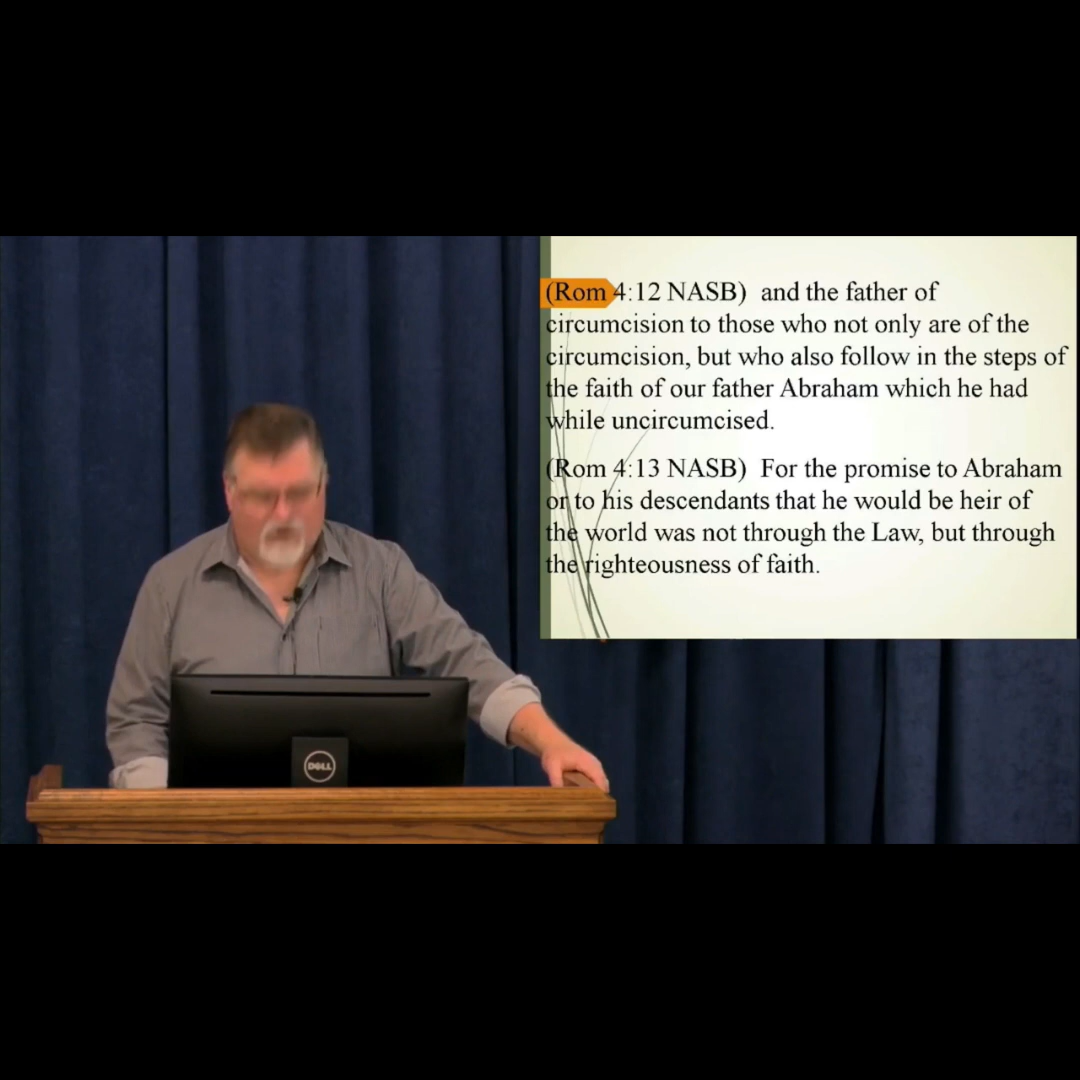 (Rom 4:12 NASB)  and the father of
circumcision to those who not only are of the
circumcision, but who also follow in the steps of
the faith of our father Abraham which he had
while uncircumcised.
(Rom 4:13 NASB)  For the promise to Abraham
or to his descendants that he would be heir of
the world was not through the Law, but through
the righteousness of faith.
DELL